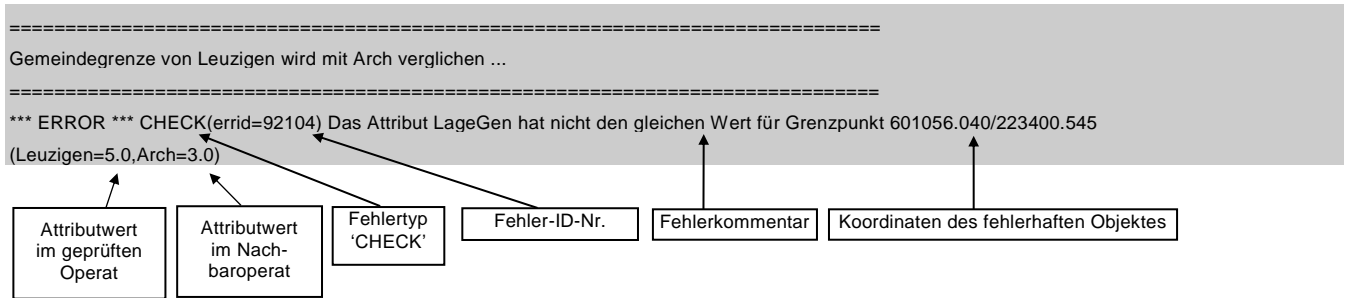 ==============================================================================
Gemeindegrenze von Leuzigen wird mit Arch verglichen ...
==============================================================================
*** ERROR *** CHECK(errid=92104) Das Attribut LageGen hat nicht den gleichen Wert für Grenzpunkt 601056.040/223400.545
(Leuzigen=5.0,Arch=3.0)
Attributwert
im geprüften
Operat
Attributwert
im Nach-
baroperat
Fehlertyp
‘CHECK’
Fehler-ID-Nr.
Fehlerkommentar
Koordinaten des fehlerhaften Objektes